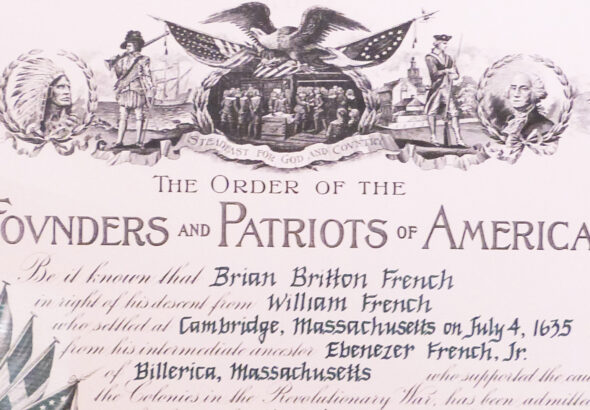 STEADFAST FOR GOD AND COUNTRY
THE ORDER OF THE
FOVNDERS AND PATRIOTS OF AMERICA
Be it known that Brian Britton French
in right of his descent from William French
who settled at Cambridge, Massachusetts on July 4, 1635
from his intermediate ancestor Ebenezer French, Jr.
of Billerica, Massachusetts who supported the cau
the Colonies in the Revolutionary War, has been admitted